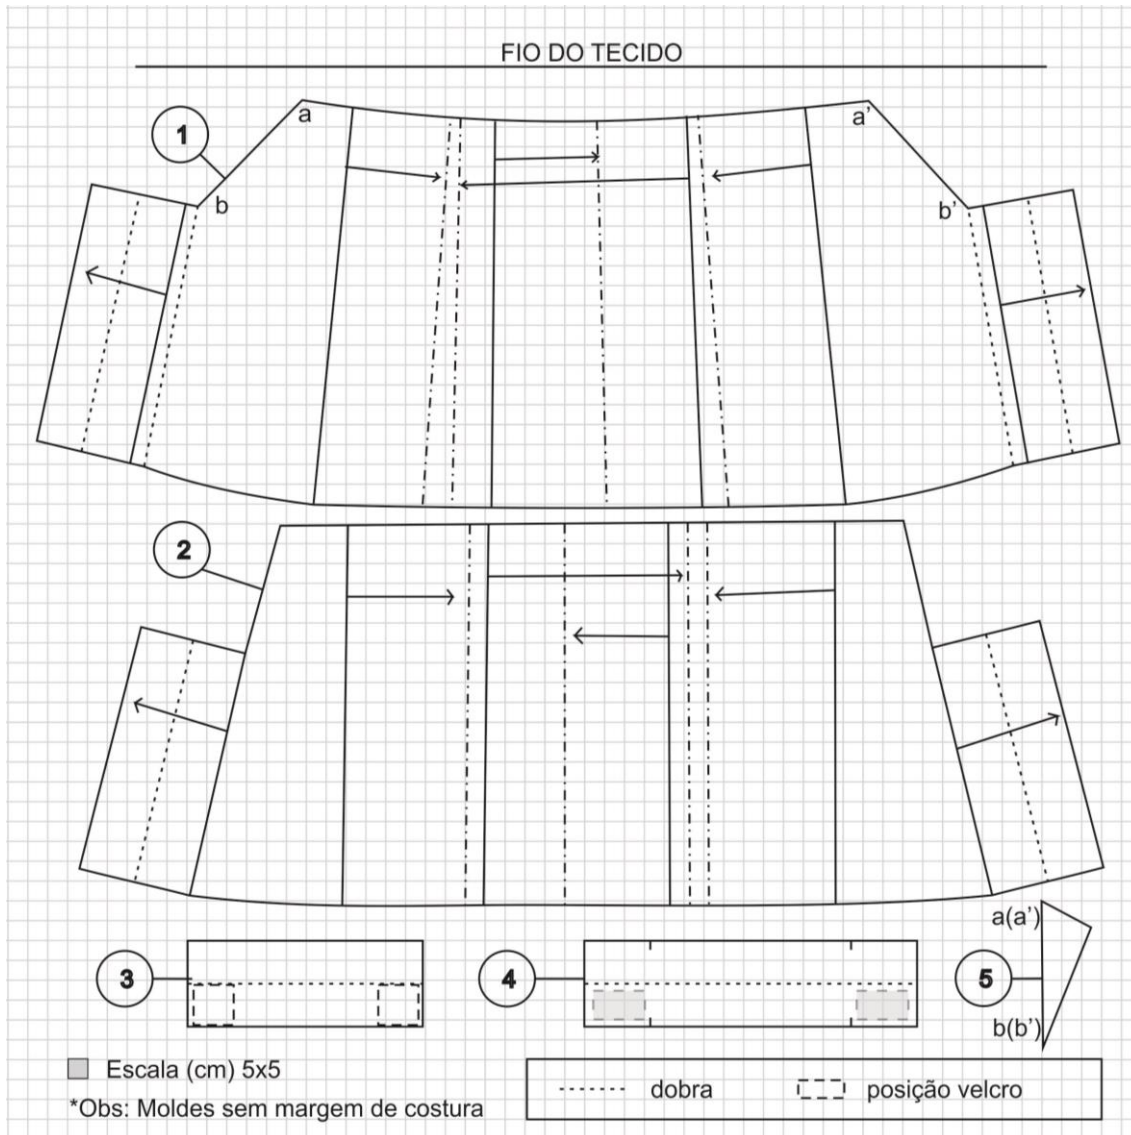 FIO DO TECIDO
a
a'
1
b
b'
2
3
4
5
a(a')
b(b')
Escala (cm) 5x5
*Obs: Moldes sem margem de costura
dobra
posição velcro